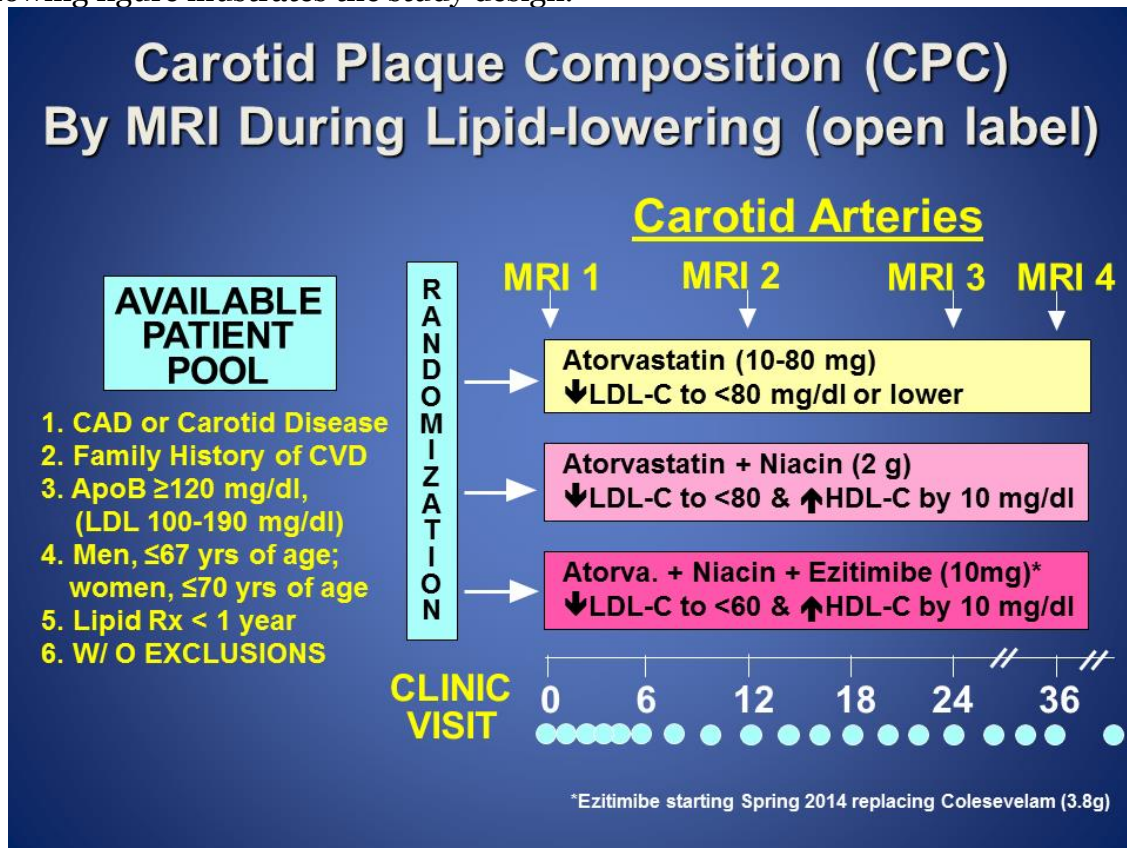 Carotid Plaque Composition (CPC)
By MRI During Lipid-lowering (open label)
Carotid Arteries
MRI 1 MRI 2 MRI 3 MRI 4
AVAILABLE
PATIENT
POOL
1. CAD or Carotid Disease
2. Family History of CVD
3. ApoB ≥120 mg/dl,
(LDL 100-190 mg/dl)
4. Men, ≤67 yrs of age;
women, ≤70 yrs of age
5. Lipid Rx < 1 year
6. W/ O EXCLUSIONS
RANDOMIZATION
Atorvastatin (10-80 mg)
🡻LDL-C to <80 mg/dl or lower
Atorvastatin + Niacin (2 g)
🡻LDL-C to <80 & 🡹HDL-C by 10 mg/dl
Atorva. + Niacin + Ezitimibe (10mg)*
🡻LDL-C to <60 & 🡹HDL-C by 10 mg/dl
CLINIC
VISIT
0 6 12 18 24 36
*Ezitimibe starting Spring 2014 replacing Colesevelam (3.8g)